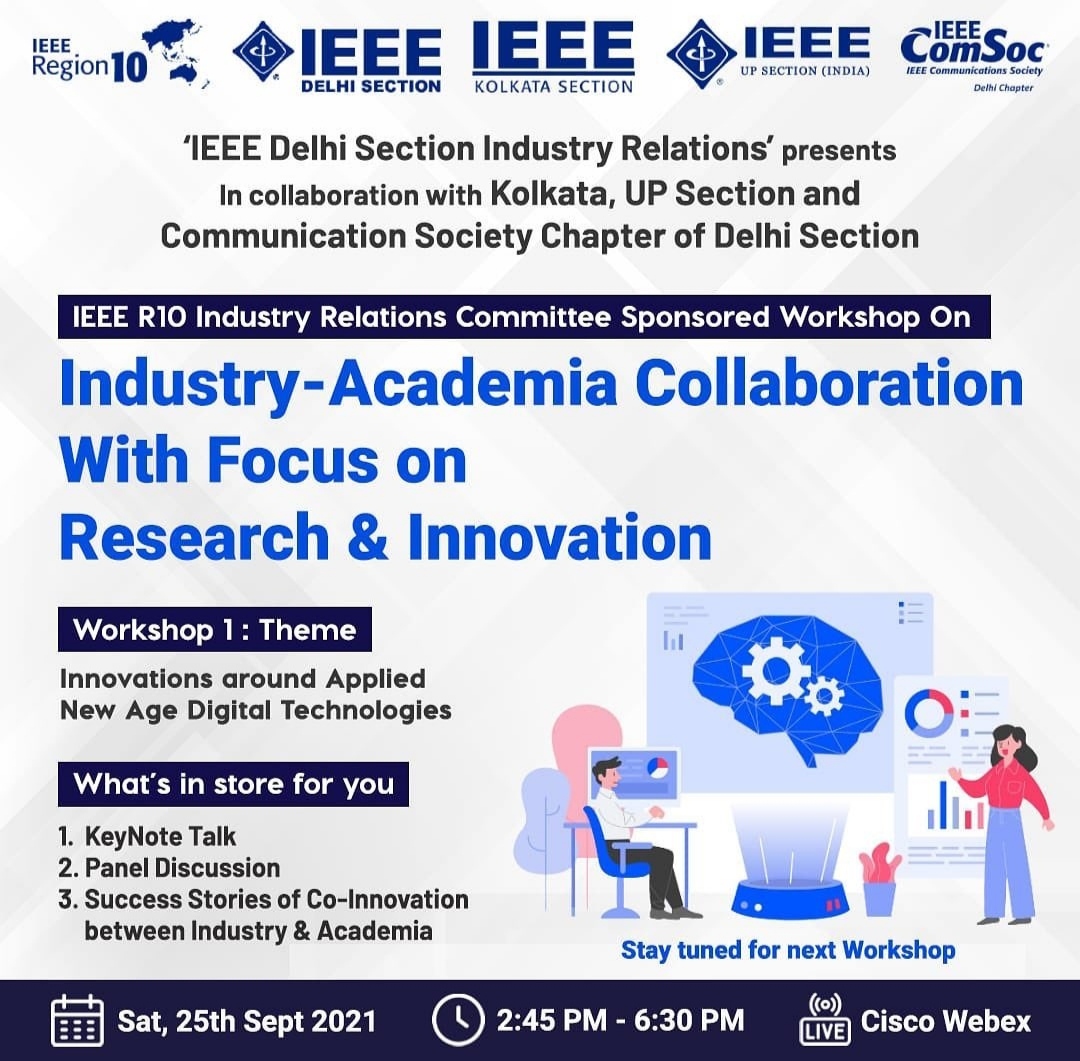 IEEE
Region 10
IEEE
DELHI SECTION
IEEE
KOLKATA SECTION
IEEE
UP SECTION (INDIA)
IEEE
ComSoc
IEEE Communications Society
Delhi Chapter
‘IEEE Delhi Section Industry Relations’ presents
In collaboration with Kolkata, UP Section and
Communication Society Chapter of Delhi Section
IEEE R10 Industry Relations Committee Sponsored Workshop On
Industry-Academia Collaboration
With Focus on
Research & Innovation
Workshop 1 : Theme
Innovations around Applied
New Age Digital Technologies
What's in store for you
1. KeyNote Talk
2. Panel Discussion
3. Success Stories of Co-Innovation
between Industry & Academia
Stay tuned for next Workshop
Sat, 25th Sept 2021
2:45 PM - 6:30 PM
LIVE
Cisco Webex